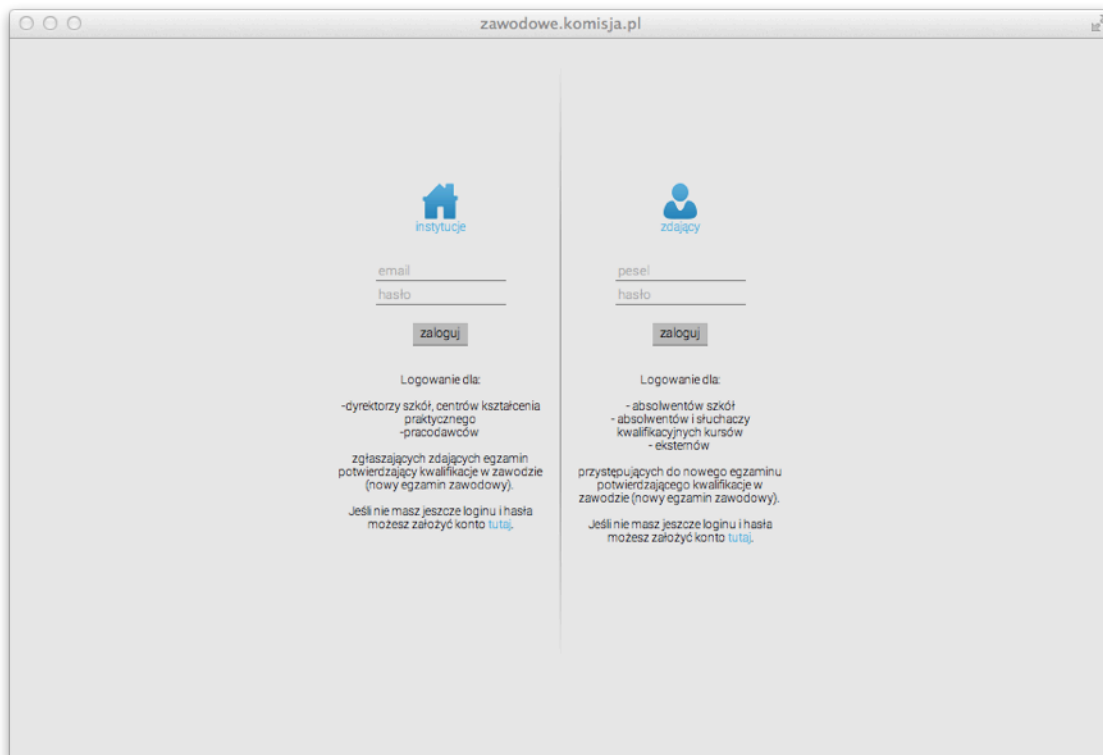 zawodowe.komisja.pl
instytucje
email
hasło
zaloguj
Logowanie dla:
-dyrektorzy szkół, centrów kształcenia
praktycznego
-pracodawców
zgłaszających zdających egzamin
potwierdzający kwalifikacje w zawodzie
(nowy egzamin zawodowy).
Jeśli nie masz jeszcze loginu i hasła
możesz założyć konto tutaj.
zdający
pesel
hasło
zaloguj
Logowanie dla:
- absolwentów szkół
- absolwentów i słuchaczy
kwalifikacyjnych kursów
- eksternów
przystępujących do nowego egzaminu
potwierdzającego kwalifikacje w
zawodzie (nowy egzamin zawodowy).
Jeśli nie masz jeszcze loginu i hasła
możesz założyć konto tutaj.